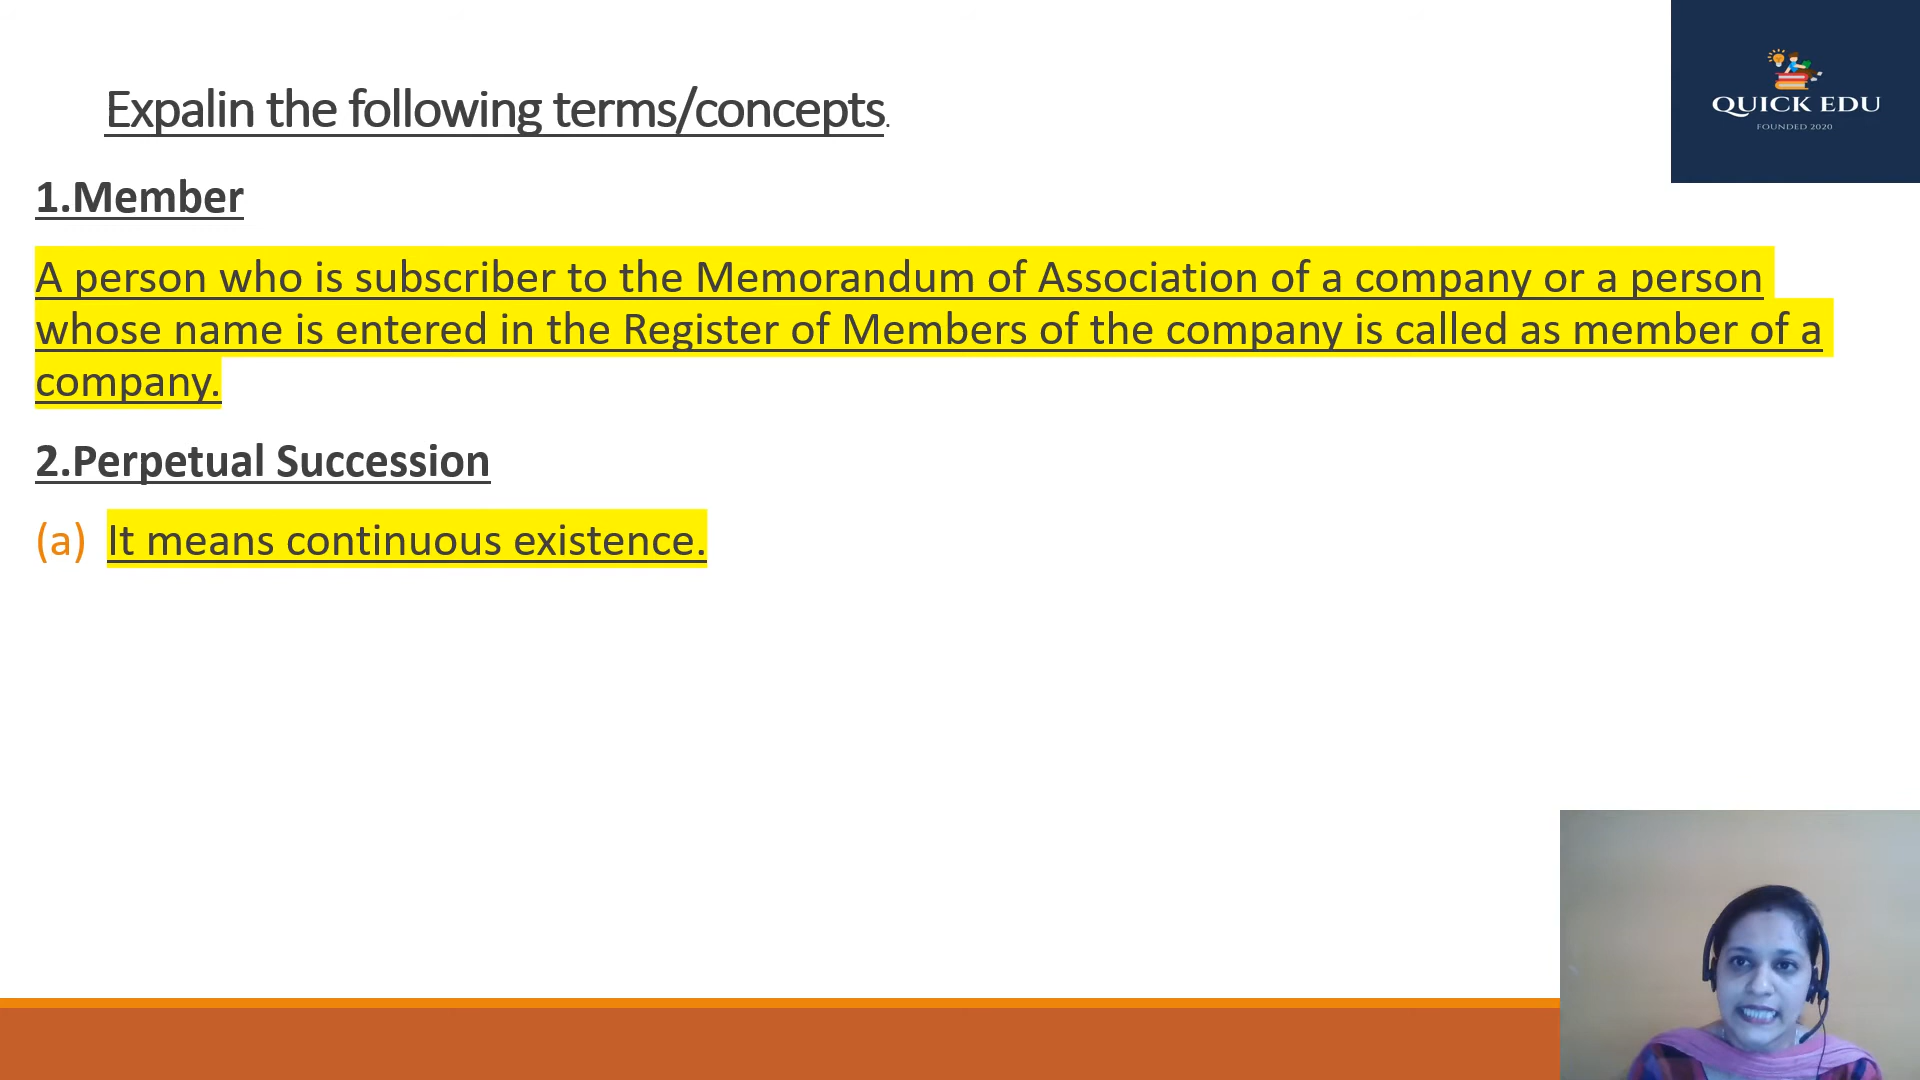 QUICK EDU
FOUNDED 2020
Expalin the following terms/concepts.
1.Member
A person who is subscriber to the Memorandum of Association of a company or a person
whose name is entered in the Register of Members of the company is called as member of a
company.
2.Perpetual Succession
(a) It means continuous existence.